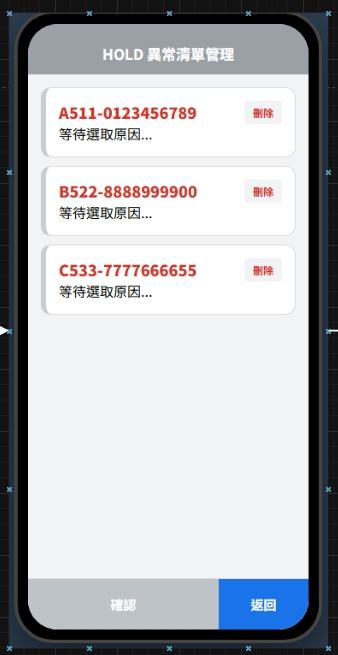 HOLD 異常清單管理
A511-0123456789
刪除
等待選取原因...
B522-8888999900
刪除
等待選取原因...
C533-7777666655
刪除
等待選取原因...
確認
返回